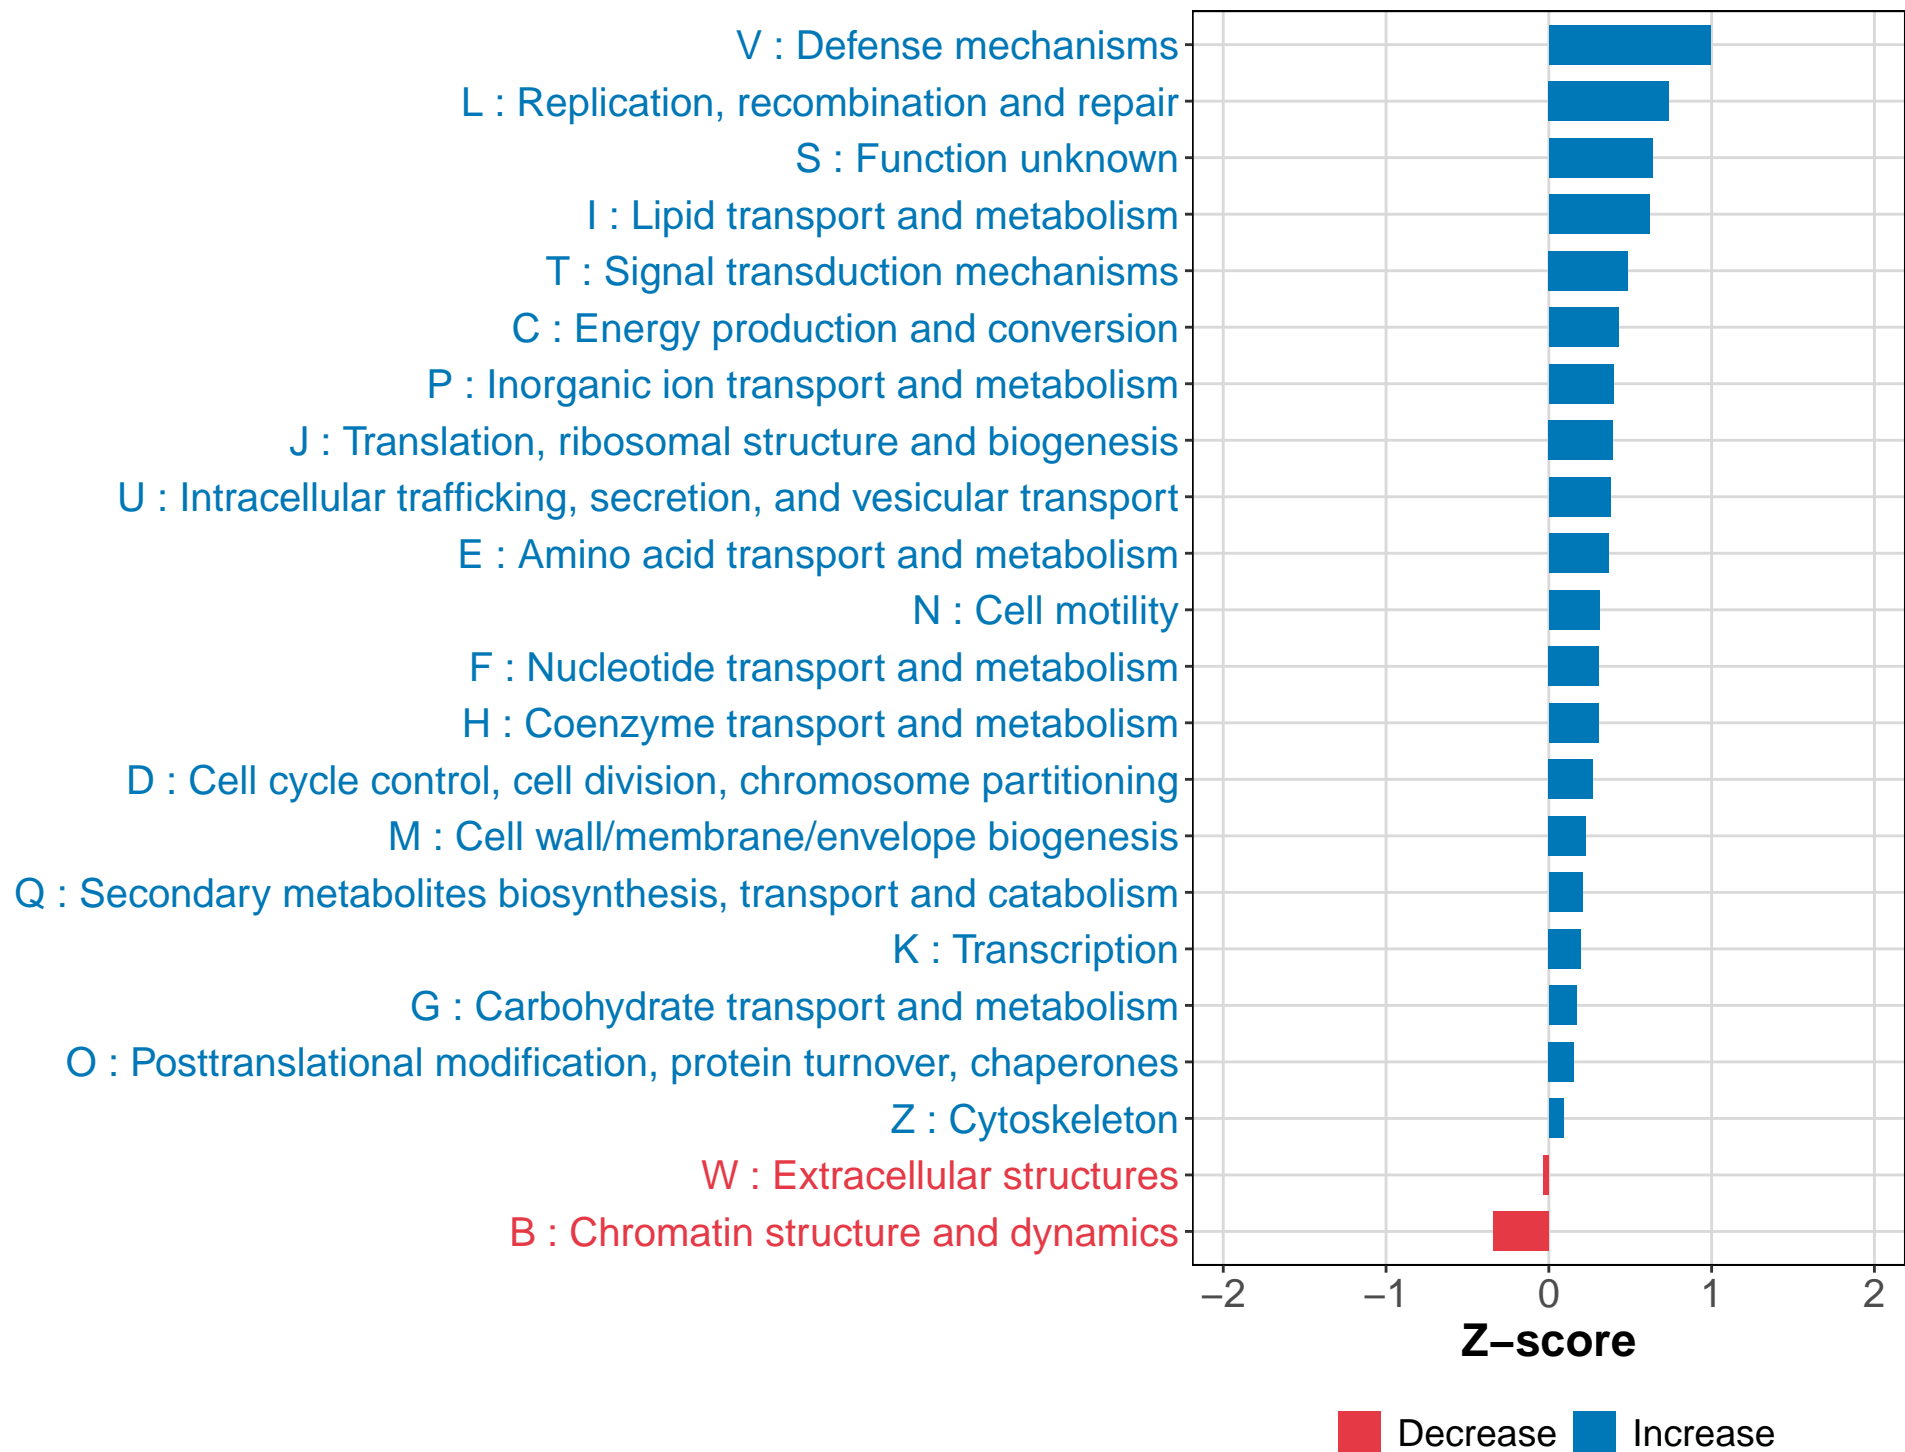 V : Defense mechanisms
L : Replication, recombination and repair
S : Function unknown
I : Lipid transport and metabolism
T : Signal transduction mechanisms
C : Energy production and conversion
P : Inorganic ion transport and metabolism
J : Translation, ribosomal structure and biogenesis
U : Intracellular trafficking, secretion, and vesicular transport
E : Amino acid transport and metabolism
N : Cell motility
F : Nucleotide transport and metabolism
H : Coenzyme transport and metabolism
D : Cell cycle control, cell division, chromosome partitioning
M : Cell wall/membrane/envelope biogenesis
Q : Secondary metabolites biosynthesis, transport and catabolism
K : Transcription
G : Carbohydrate transport and metabolism
O : Posttranslational modification, protein turnover, chaperones
Z : Cytoskeleton
W : Extracellular structures
B : Chromatin structure and dynamics
−2 −1 0 1 2
Z−score
Decrease Increase